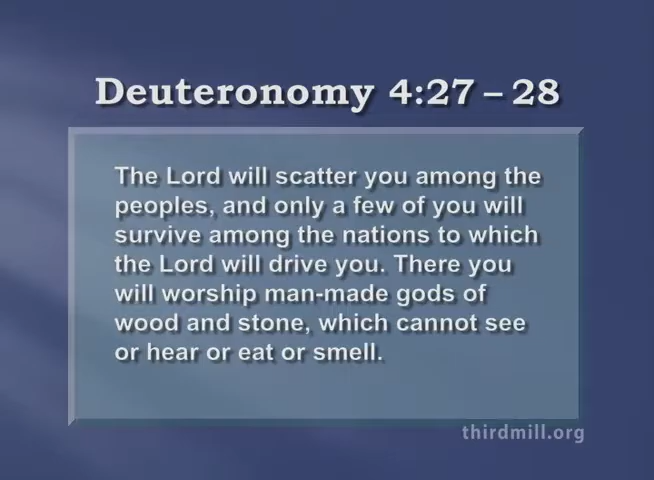 Deuteronomy 4:27 – 28
The Lord will scatter you among the
peoples, and only a few of you will
survive among the nations to which
the Lord will drive you. There you
will worship man-made gods of
wood and stone, which cannot see
or hear or eat or smell.
thirdmill.org